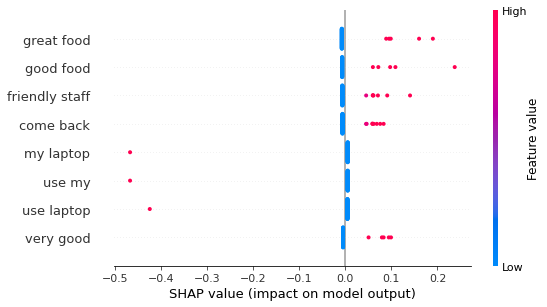 High
great food
good food
friendly staff
come back
my laptop
use my
use laptop
very good
Feature value
Low
−0.5 −0.4 −0.3 −0.2 −0.1 0.0 0.1 0.2
SHAP value (impact on model output)